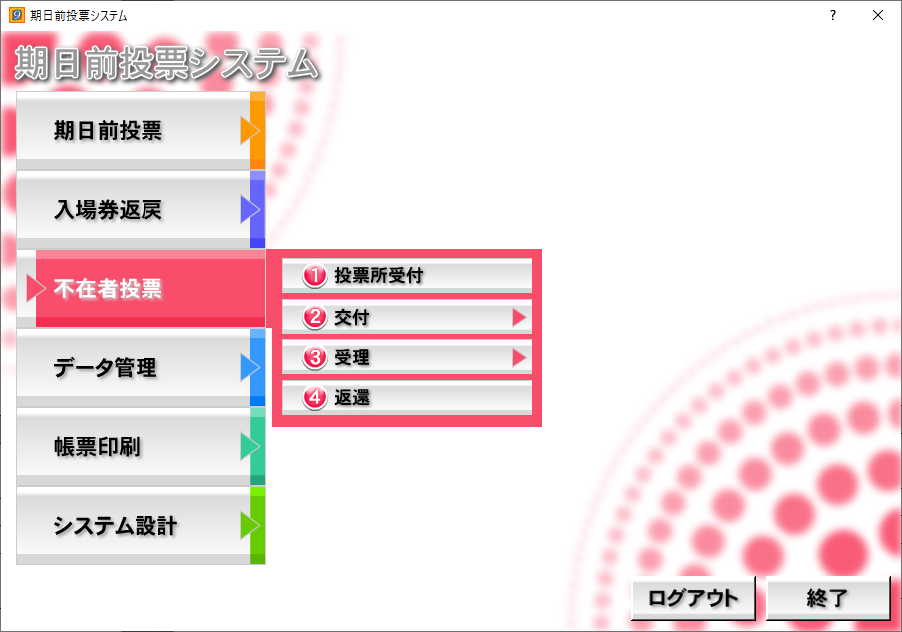 期日前投票システム
?
期日前投票システム
期日前投票
入場券返戻
不在者投票
1 投票所受付
2 交付
3 受理
4 返還
データ管理
帳票印刷
システム設計
ログアウト
終了